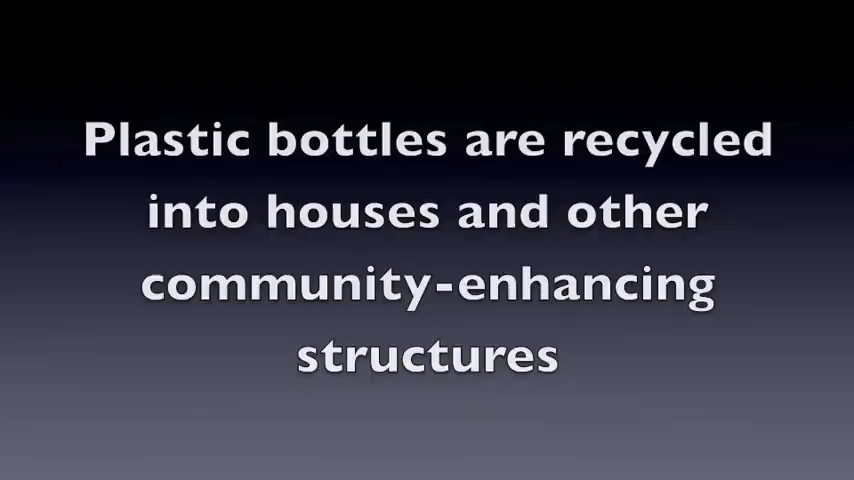 Plastic bottles are recycled
into houses and other
community-enhancing
structures